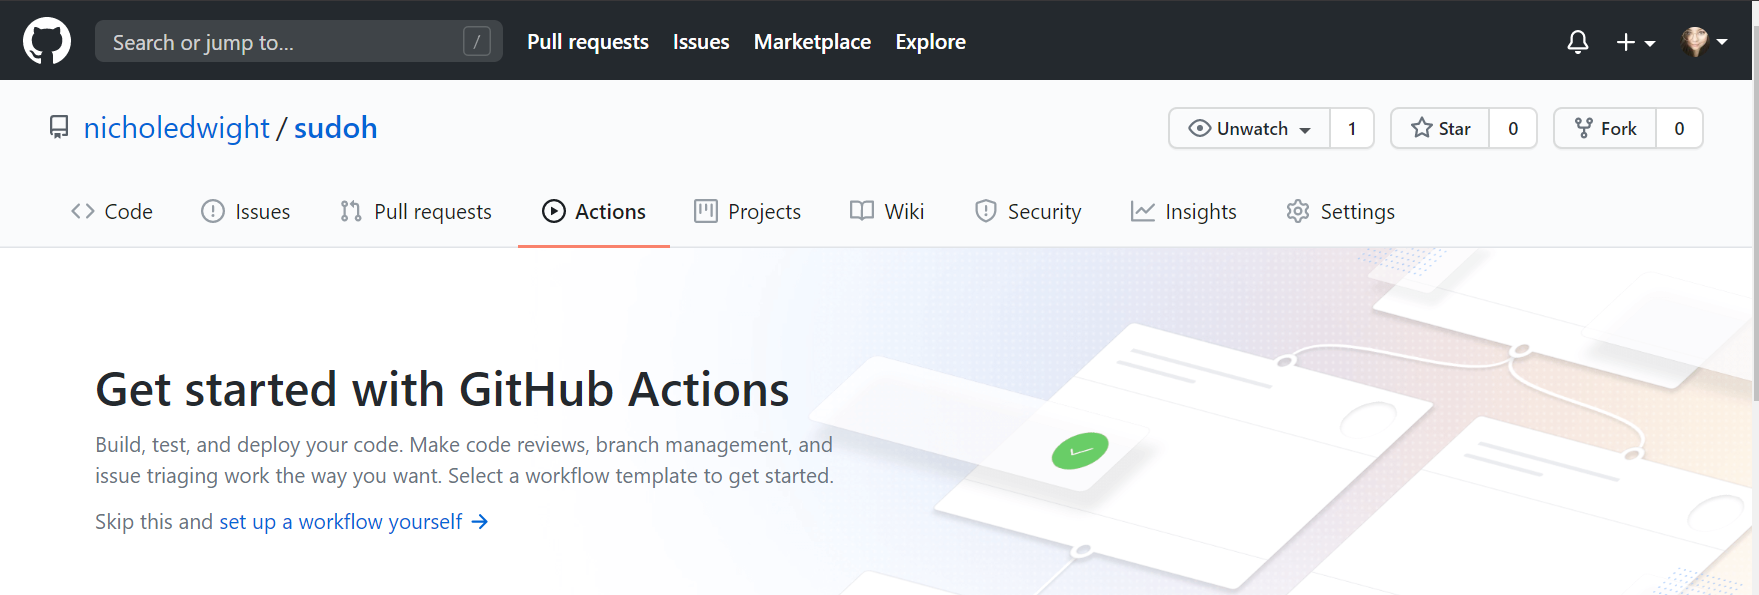 Search or jump to... /
Pull requests Issues Marketplace Explore
nicholedwight / sudoh
Unwatch 1 Star 0 Fork 0
Code Issues Pull requests Actions Projects Wiki Security Insights Settings
Get started with GitHub Actions
Build, test, and deploy your code. Make code reviews, branch management, and
issue triaging work the way you want. Select a workflow template to get started.
Skip this and set up a workflow yourself →